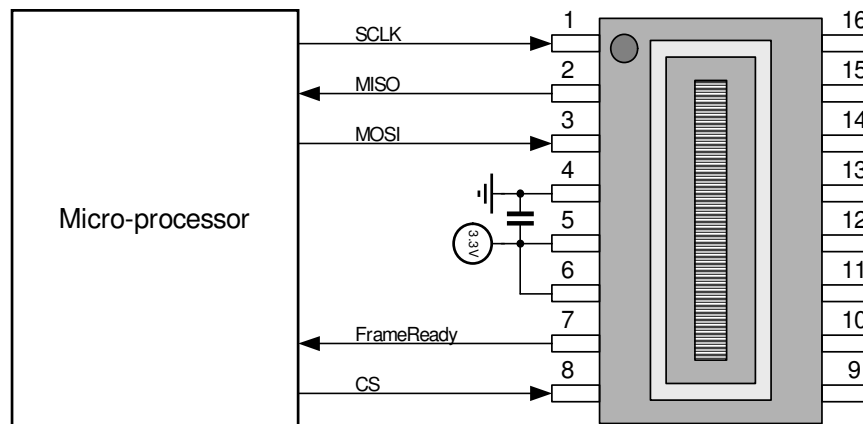 1 16
SCLK
2 15
MISO
3 14
MOSI
4 13
Micro-processor
5 12
3.3V
6 11
7 10
FrameReady
8 9
CS